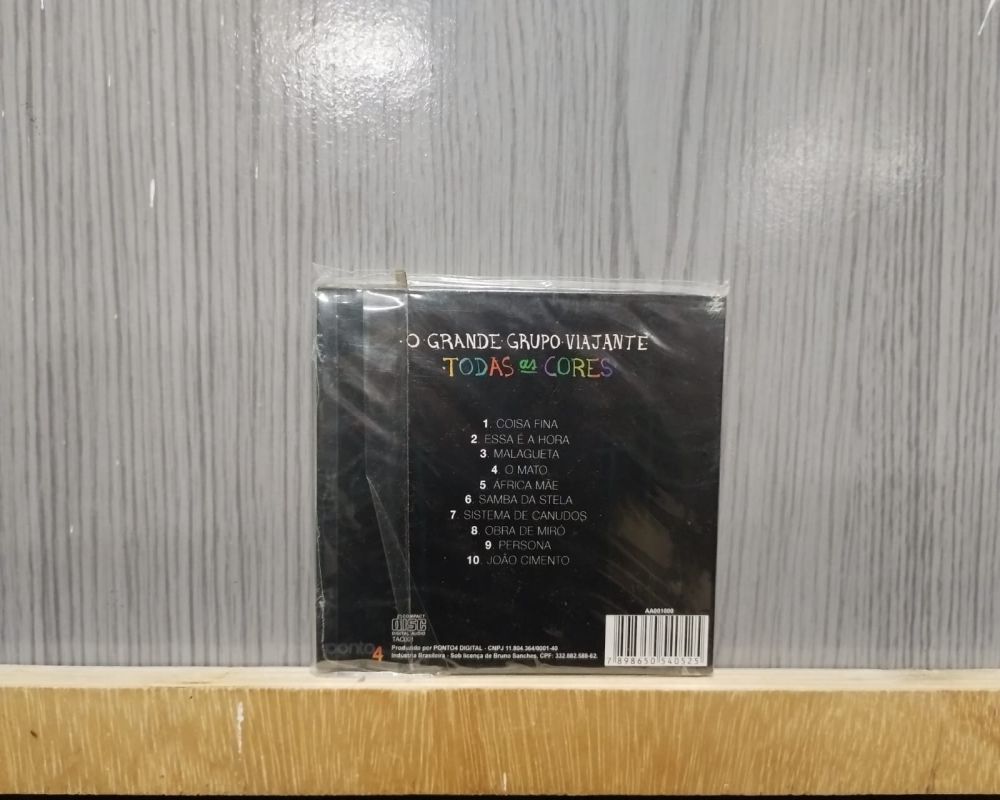 ·O·GRANDE·GRUPO·VIAJANTE
·TODAS as CORES
1. COISA FINA
2. ESSA É A HORA
3. MALAGUETA
4. O MATO
5. ÁFRICA MÃE
6. SAMBA DA STELA
7. SISTEMA DE CANUDOS
8. OBRA DE MIRÓ
9. PERSONA
10. JOÃO CIMENTO
COMPACT
disc
DIGITAL AUDIO
ponto4
Produzido por PONTO4 DIGITAL - CNPJ 11.804.364/0001-40
Indústria Brasileira - Sob licença de Bruno Sanches, CPF: 332.882.588-62.
AA001000
7 898650 540525